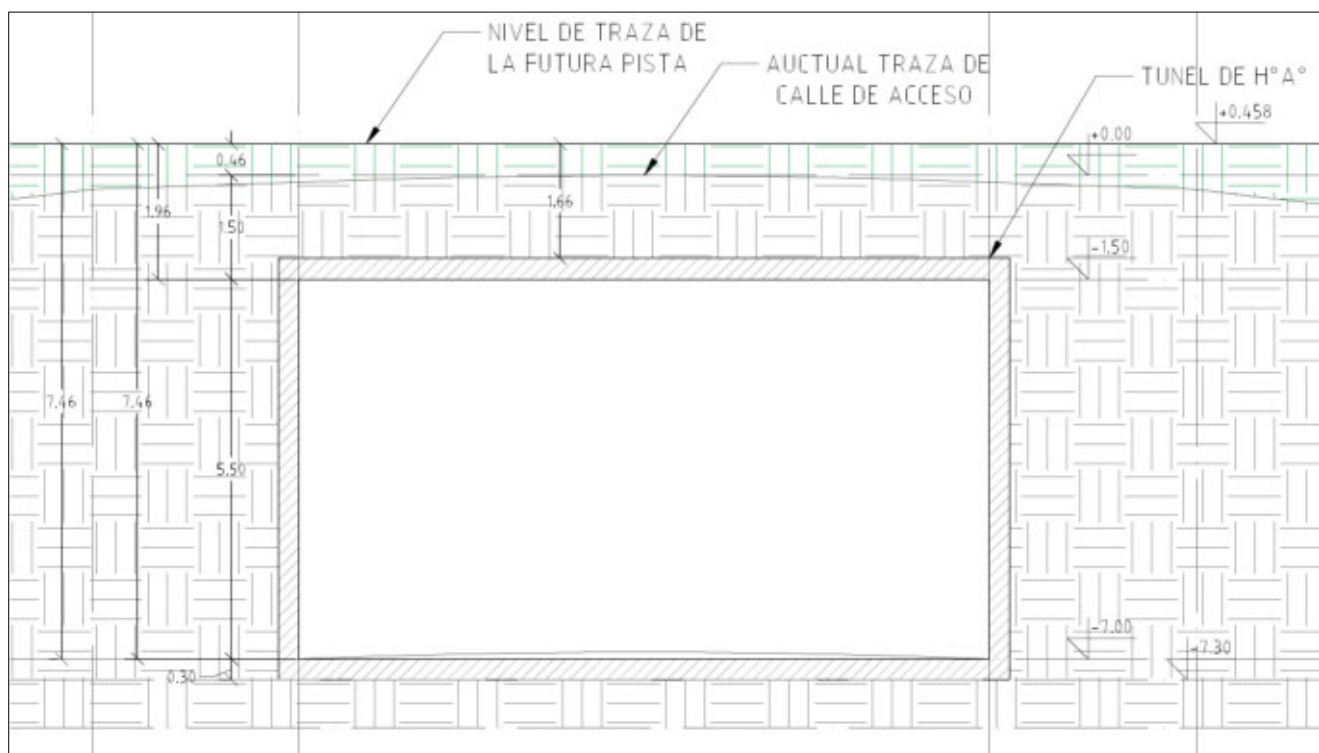 NIVEL DE TRAZA DE
LA FUTURA PISTA
AUCTUAL TRAZA DE
CALLE DE ACCESO
TUNEL DE H°A°
+0.458
+0.00
0.46
1.96
1.50
1.66
-1.50
7.46
7.46
5.50
-7.00
-7.30
0.30